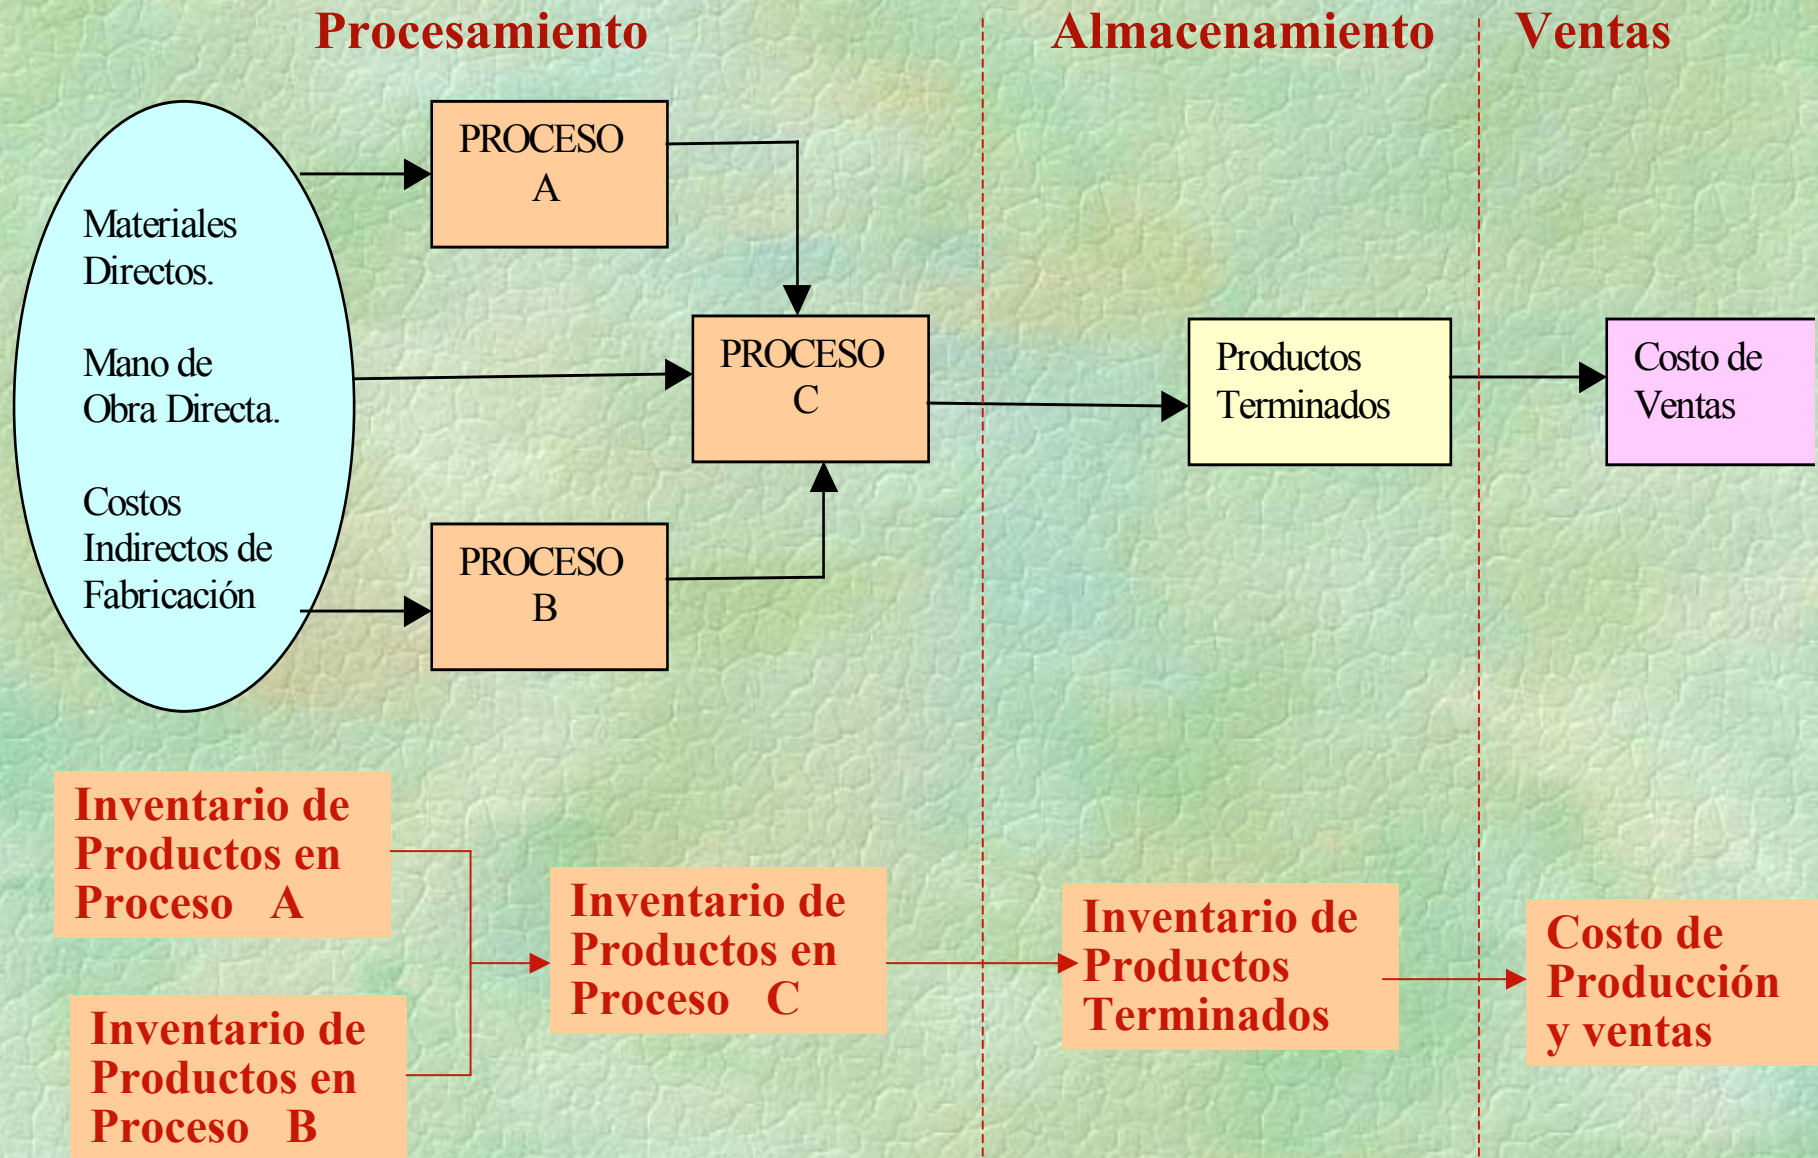 Procesamiento
Almacenamiento
Ventas
Materiales
Directos.
Mano de
Obra Directa.
Costos
Indirectos de
Fabricación
PROCESO
A
PROCESO
C
PROCESO
B
Productos
Terminados
Costo de
Ventas
Inventario de
Productos en
Proceso A
Inventario de
Productos en
Proceso B
Inventario de
Productos en
Proceso C
Inventario de
Productos
Terminados
Costo de
Producción
y ventas